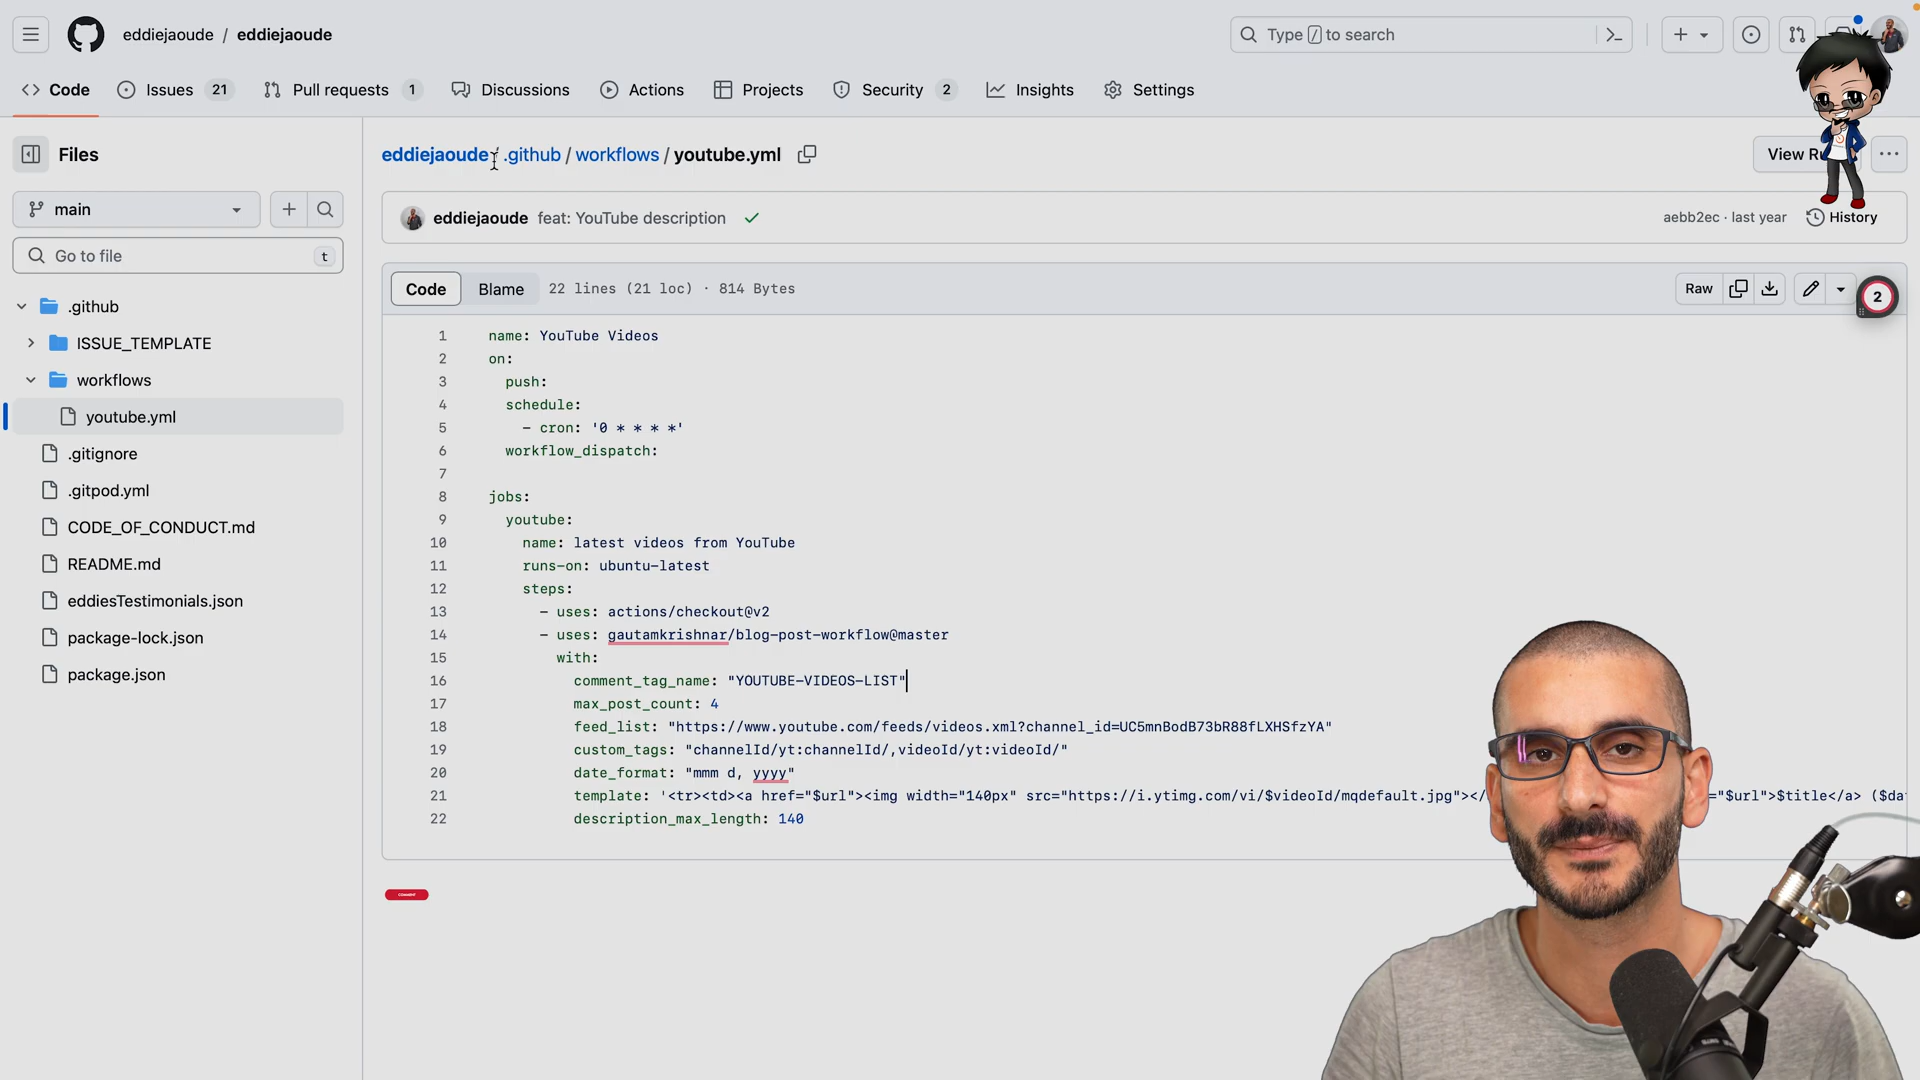 eddiejaoude / eddiejaoude
Type / to search
Code
Issues 21
Pull requests 1
Discussions
Actions
Projects
Security 2
Insights
Settings
Files
main
Go to file
t
.github
ISSUE_TEMPLATE
workflows
youtube.yml
.gitignore
.gitpod.yml
CODE_OF_CONDUCT.md
README.md
eddiesTestimonials.json
package-lock.json
package.json
eddiejaoude / .github / workflows / youtube.yml
View
eddiejaoude feat: YouTube description
aebb2ec · last year
History
Code
Blame
22 lines (21 loc) · 814 Bytes
Raw
2
1 name: YouTube Videos
2 on:
3 push:
4 schedule:
5 - cron: '0 * * * *'
6 workflow_dispatch:
7
8 jobs:
9 youtube:
10 name: latest videos from YouTube
11 runs-on: ubuntu-latest
12 steps:
13 - uses: actions/checkout@v2
14 - uses: gautamkrishnar/blog-post-workflow@master
15 with:
16 comment_tag_name: "YOUTUBE-VIDEOS-LIST"
17 max_post_count: 4
18 feed_list: "https://www.youtube.com/feeds/videos.xml?channel_id=UC5mnBodB73bR88fLXHSfzYA"
19 custom_tags: "channelId/yt:channelId/,videoId/yt:videoId/"
20 date_format: "mmm d, yyyy"
21 template: '<tr><td><a href="$url"><img width="140px" src="https://i.ytimg.com/vi/$videoId/mqdefault.jpg"></ ="$url">$title</a> ($da
22 description_max_length: 140